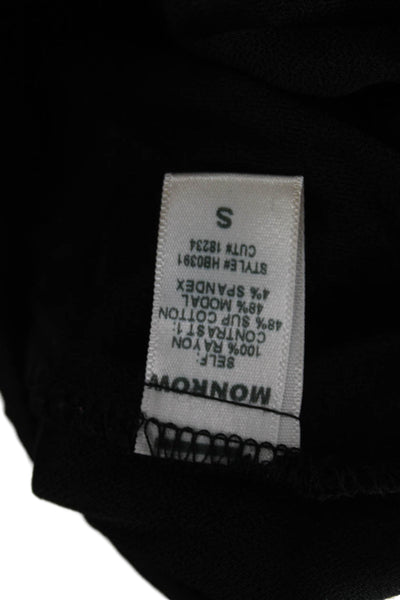 MONROW
SELF:
100% RAYON
CONTRAST 1:
48% SUP COTTON
48% MODAL
4% SPANDEX
STYLE# HB0391
CUT# 18234
S